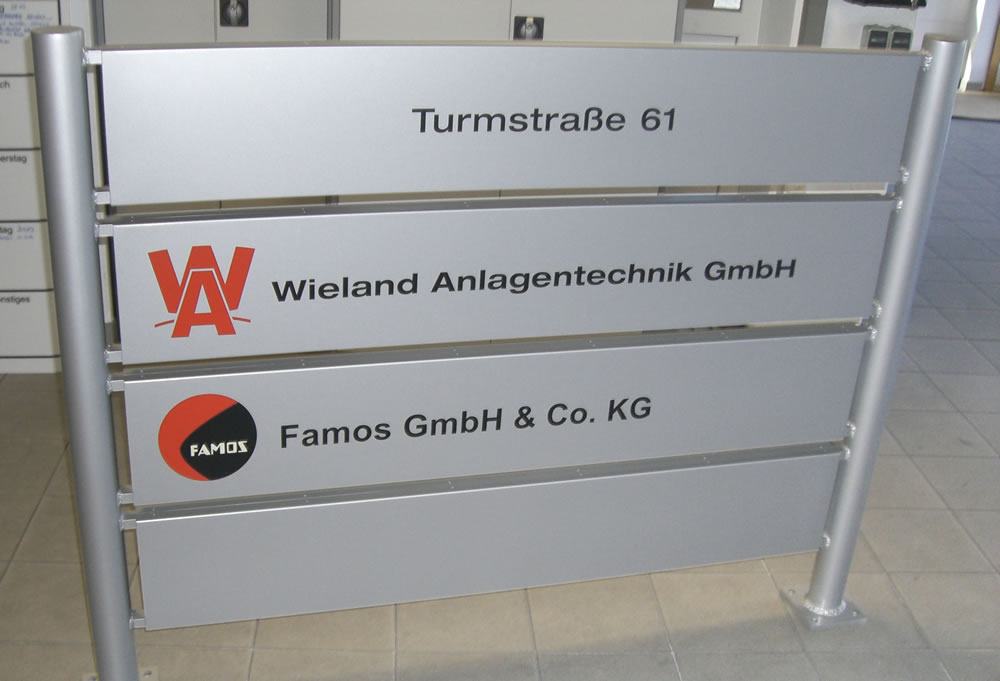 Turmstraße 61
WA Wieland Anlagentechnik GmbH
FAMOS Famos GmbH & Co. KG